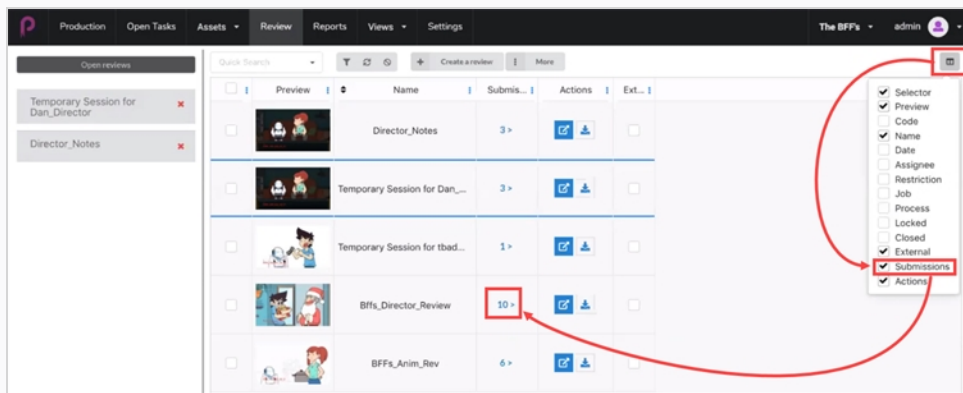 Production Open Tasks Assets Review Reports Views Settings The BFF's admin
Open reviews
Temporary Session for
Dan_Director
Director_Notes
Quick Search + Create a review More
Preview Name Submis... Actions Ext...
Director_Notes 3 >
Temporary Session for Dan_... 3 >
Temporary Session for tbad... 1 >
Bffs_Director_Review 10 >
BFFs_Anim_Rev 6 >
Selector
Preview
Code
Name
Date
Assignee
Restriction
Job
Process
Locked
Closed
External
Submissions
Actions